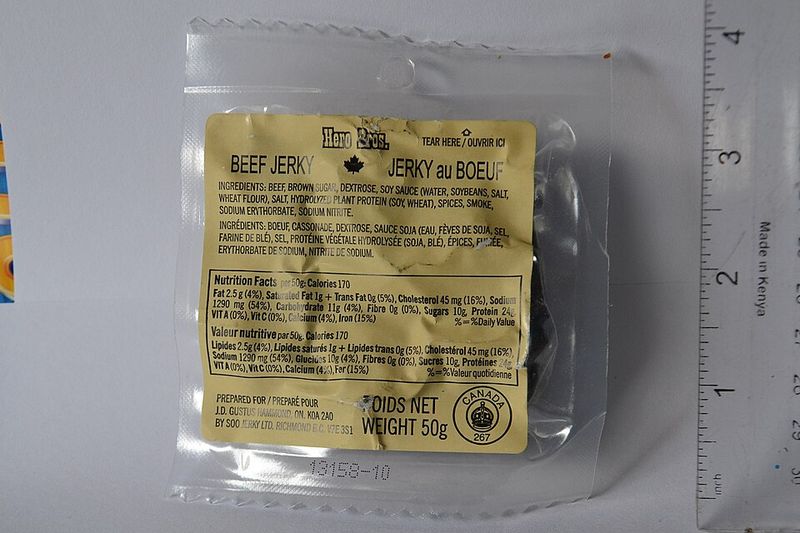 Hero Bros.
TEAR HERE / OUVRIR ICI
BEEF JERKY JERKY au BOEUF
INGREDIENTS: BEEF, BROWN SUGAR, DEXTROSE, SOY SAUCE (WATER, SOYBEANS, SALT,
WHEAT FLOUR), SALT, HYDROLYZED PLANT PROTEIN (SOY, WHEAT), SPICES, SMOKE,
SODIUM ERYTHORBATE, SODIUM NITRITE.
INGRÉDIENTS: BOEUF, CASSONADE, DEXTROSE, SAUCE SOJA (EAU, FÈVES DE SOJA, SEL,
FARINE DE BLÉ), SEL, PROTÉINE VÉGÉTALE HYDROLYSÉE (SOJA, BLÉ), ÉPICES, FUMÉE,
ERYTHORBATE DE SODIUM, NITRITE DE SODIUM.
Nutrition Facts per 50g: Calories 170
Fat 2.5 g (4%), Saturated Fat 1g + Trans Fat 0g (5%), Cholesterol 45 mg (16%), Sodium
1290 mg (54%), Carbohydrate 11g (4%), Fibre 0g (0%), Sugars 10g, Protein 24g,
VIT A (0%), Vit C (0%), Calcium (4%), Iron (15%) %=%Daily Value
Valeur nutritive par 50g. Calories 170
Lipides 2.5g (4%), Lipides saturés 1g + Lipides trans 0g (5%), Choléstérol 45 mg (16%),
Sodium 1290 mg (54%), Glucides 10g (4%), Fibres 0g (0%), Sucres 10g, Protéines 24g,
VIT A (0%), Vit C (0%), Calcium (4%), Fer (15%) %=%Valeur quotidienne
PREPARED FOR / PRÉPARÉ POUR
J.D. GUSTUS HAMMOND, ON. K0A 2A0
BY SOO JERKY LTD. RICHMOND B.C. V7E 3S1
POIDS NET
WEIGHT 50g
CANADA
267
13158-10
4
3
2
1
inch
Made in Kenya
26
27
28
29
30